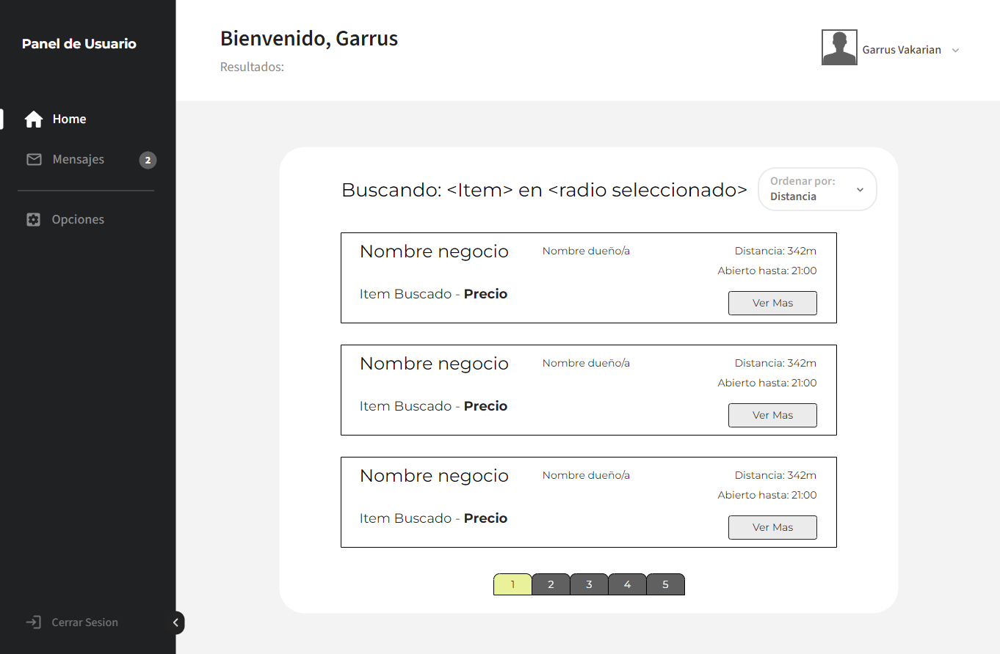 Panel de Usuario
Home
Mensajes 2
Opciones
Cerrar Sesion
Bienvenido, Garrus
Resultados:
Garrus Vakarian
Buscando: <Item> en <radio seleccionado>
Ordenar por:
Distancia
Nombre negocio Nombre dueño/a Distancia: 342m
Abierto hasta: 21:00
Item Buscado - Precio
Ver Mas
Nombre negocio Nombre dueño/a Distancia: 342m
Abierto hasta: 21:00
Item Buscado - Precio
Ver Mas
Nombre negocio Nombre dueño/a Distancia: 342m
Abierto hasta: 21:00
Item Buscado - Precio
Ver Mas
1 2 3 4 5